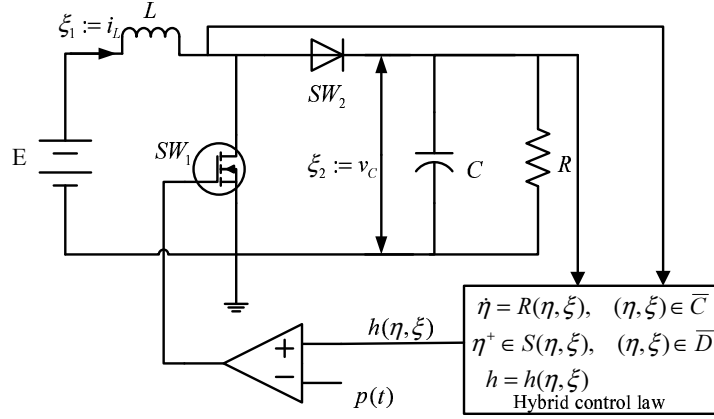 ξ₁ := i_L
L
SW₂
E
SW₁
ξ₂ := v_C
C
R
h(η,ξ)
+
−
p(t)
η̇ = R(η,ξ), (η,ξ) ∈ C̅
η⁺ ∈ S(η,ξ), (η,ξ) ∈ D̅
h = h(η,ξ)
Hybrid control law